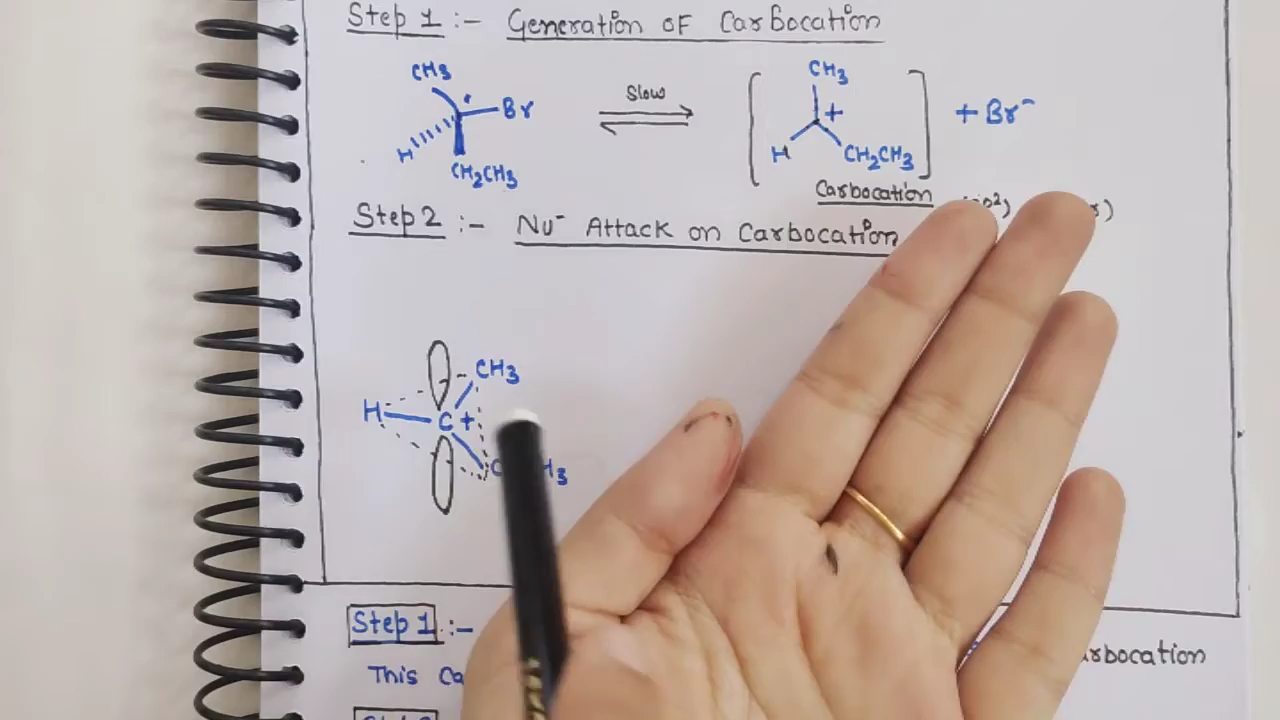 Step 1 :- Generation of Carbocation
CH3
Br
H
CH2CH3
Slow
CH3
+
H
CH2CH3
+ Br-
Carbocation
Step 2 :- Nu- Attack on Carbocation
CH3
H
C +
Step 1 :-
This